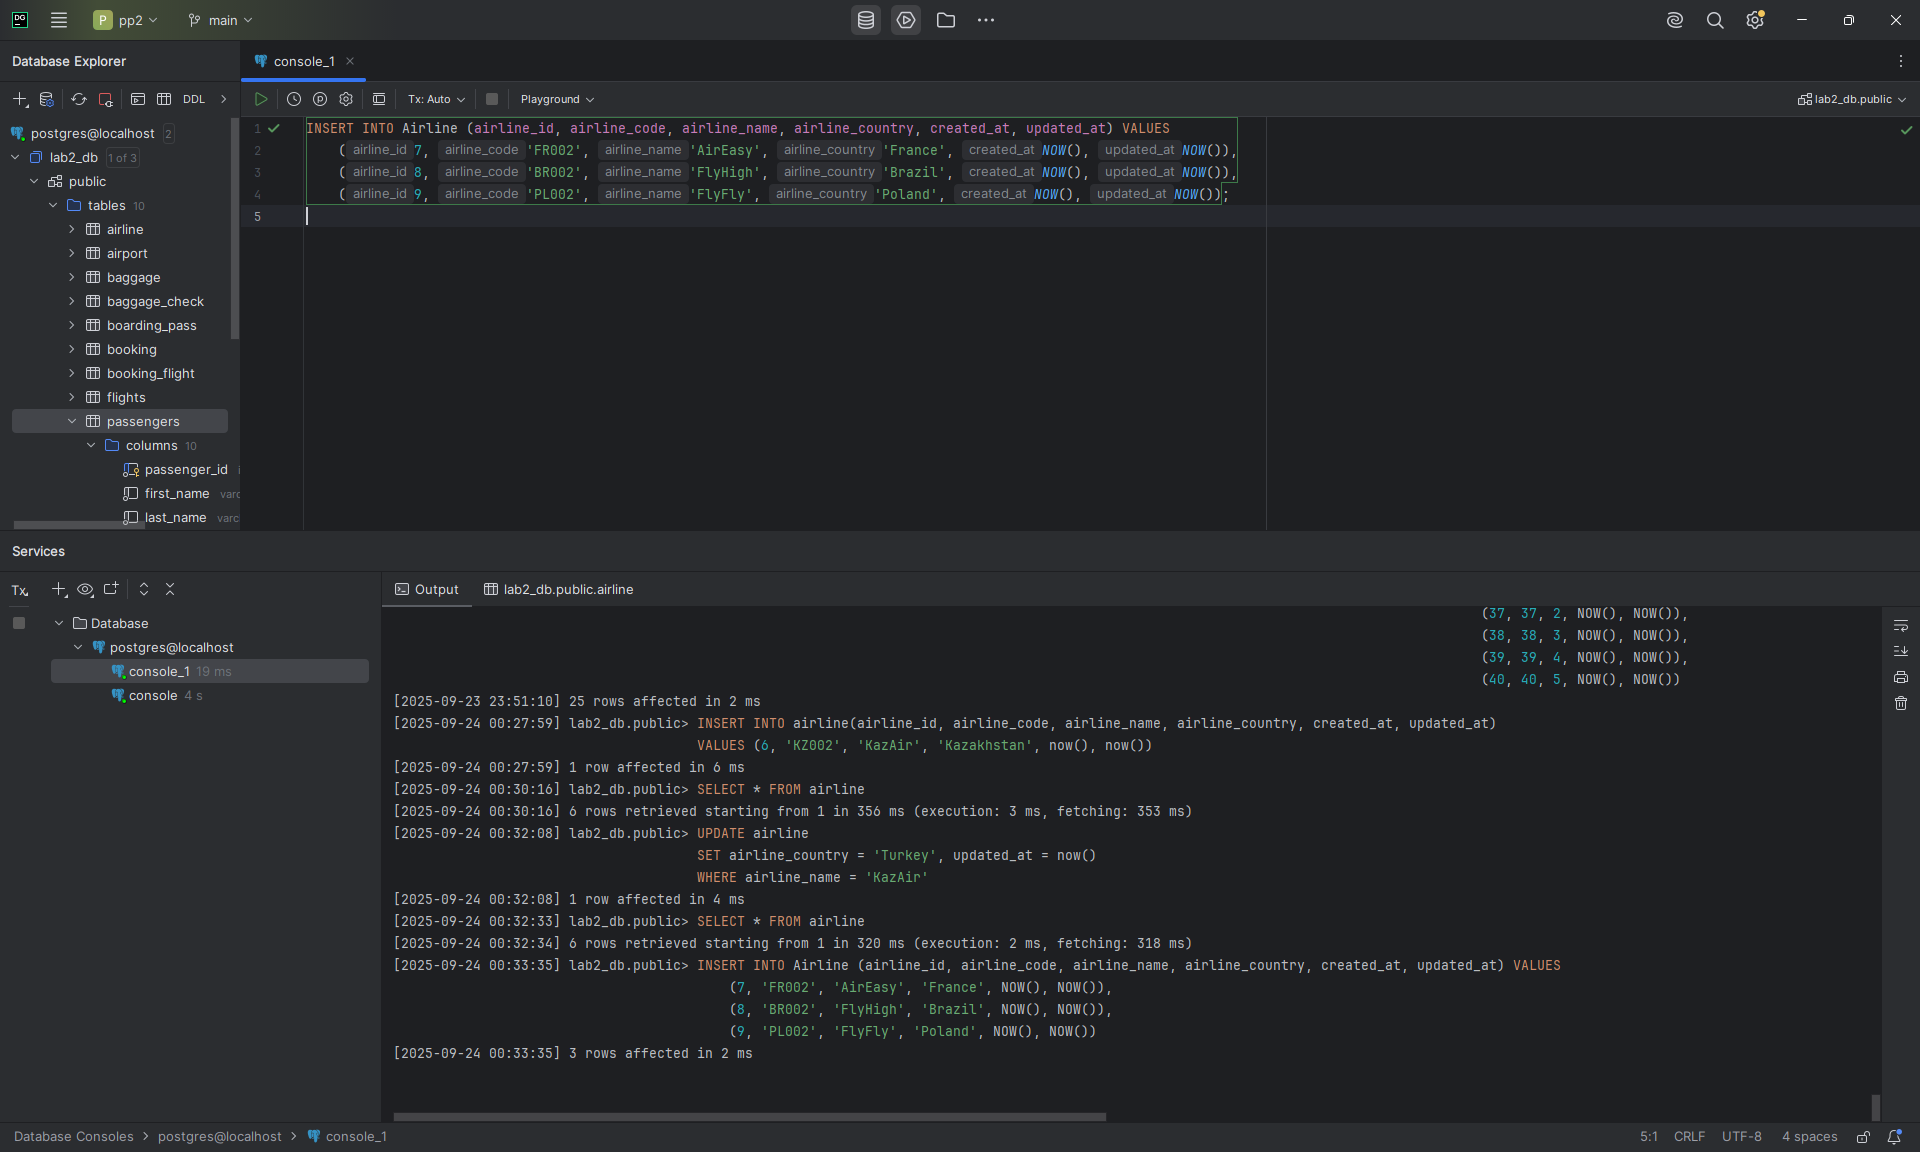 DG
P pp2
main
Database Explorer
console_1
DDL
Tx: Auto
Playground
lab2_db.public
postgres@localhost 2
lab2_db 1 of 3
public
tables 10
airline
airport
baggage
baggage_check
boarding_pass
booking
booking_flight
flights
passengers
columns 10
passenger_id
first_name varc
last_name varc
1 INSERT INTO Airline (airline_id, airline_code, airline_name, airline_country, created_at, updated_at) VALUES
2 ( airline_id 7, airline_code 'FR002', airline_name 'AirEasy', airline_country 'France', created_at NOW(), updated_at NOW()),
3 ( airline_id 8, airline_code 'BR002', airline_name 'FlyHigh', airline_country 'Brazil', created_at NOW(), updated_at NOW()),
4 ( airline_id 9, airline_code 'PL002', airline_name 'FlyFly', airline_country 'Poland', created_at NOW(), updated_at NOW());
5
Services
Tx
Database
postgres@localhost
console_1 19 ms
console 4 s
Output
lab2_db.public.airline
(37, 37, 2, NOW(), NOW()),
(38, 38, 3, NOW(), NOW()),
(39, 39, 4, NOW(), NOW()),
(40, 40, 5, NOW(), NOW())
[2025-09-23 23:51:10] 25 rows affected in 2 ms
[2025-09-24 00:27:59] lab2_db.public> INSERT INTO airline(airline_id, airline_code, airline_name, airline_country, created_at, updated_at)
VALUES (6, 'KZ002', 'KazAir', 'Kazakhstan', now(), now())
[2025-09-24 00:27:59] 1 row affected in 6 ms
[2025-09-24 00:30:16] lab2_db.public> SELECT * FROM airline
[2025-09-24 00:30:16] 6 rows retrieved starting from 1 in 356 ms (execution: 3 ms, fetching: 353 ms)
[2025-09-24 00:32:08] lab2_db.public> UPDATE airline
SET airline_country = 'Turkey', updated_at = now()
WHERE airline_name = 'KazAir'
[2025-09-24 00:32:08] 1 row affected in 4 ms
[2025-09-24 00:32:33] lab2_db.public> SELECT * FROM airline
[2025-09-24 00:32:34] 6 rows retrieved starting from 1 in 320 ms (execution: 2 ms, fetching: 318 ms)
[2025-09-24 00:33:35] lab2_db.public> INSERT INTO Airline (airline_id, airline_code, airline_name, airline_country, created_at, updated_at) VALUES
(7, 'FR002', 'AirEasy', 'France', NOW(), NOW()),
(8, 'BR002', 'FlyHigh', 'Brazil', NOW(), NOW()),
(9, 'PL002', 'FlyFly', 'Poland', NOW(), NOW())
[2025-09-24 00:33:35] 3 rows affected in 2 ms
Database Consoles > postgres@localhost > console_1
5:1 CRLF UTF-8 4 spaces